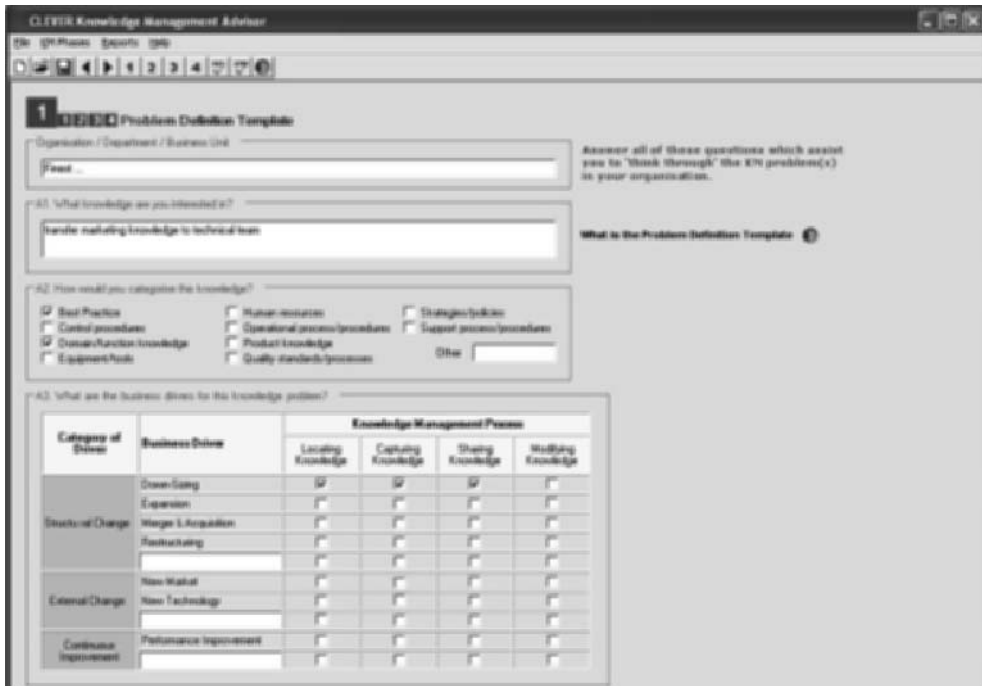 CLEVER Knowledge Management Advisor
File KM Phases Reports Help
1 2 3 4
1 Problem Definition Template
Organisation / Department / Business Unit
Answer all of these questions which assist
you to 'think through' the KM problem(s)
in your organisation.
A1. What knowledge are you interested in?
transfer marketing knowledge to technical team
What is the Problem Definition Template
A2. How would you categorise the knowledge?
Best Practice Human resources Strategies/policies
Control procedures Operational process/procedures Support process/procedures
Domain/function knowledge Product knowledge
Equipment/tools Quality standards/processes Other
A3. What are the business drivers for this knowledge problem?
Knowledge Management Process
Category of Driver Business Driver Locating Knowledge Capturing Knowledge Sharing Knowledge Modifying Knowledge
Down-Sizing
Expansion
Structural Change Merger & Acquisition
Restructuring
New Market
External Change New Technology
Continuous Improvement Performance Improvement